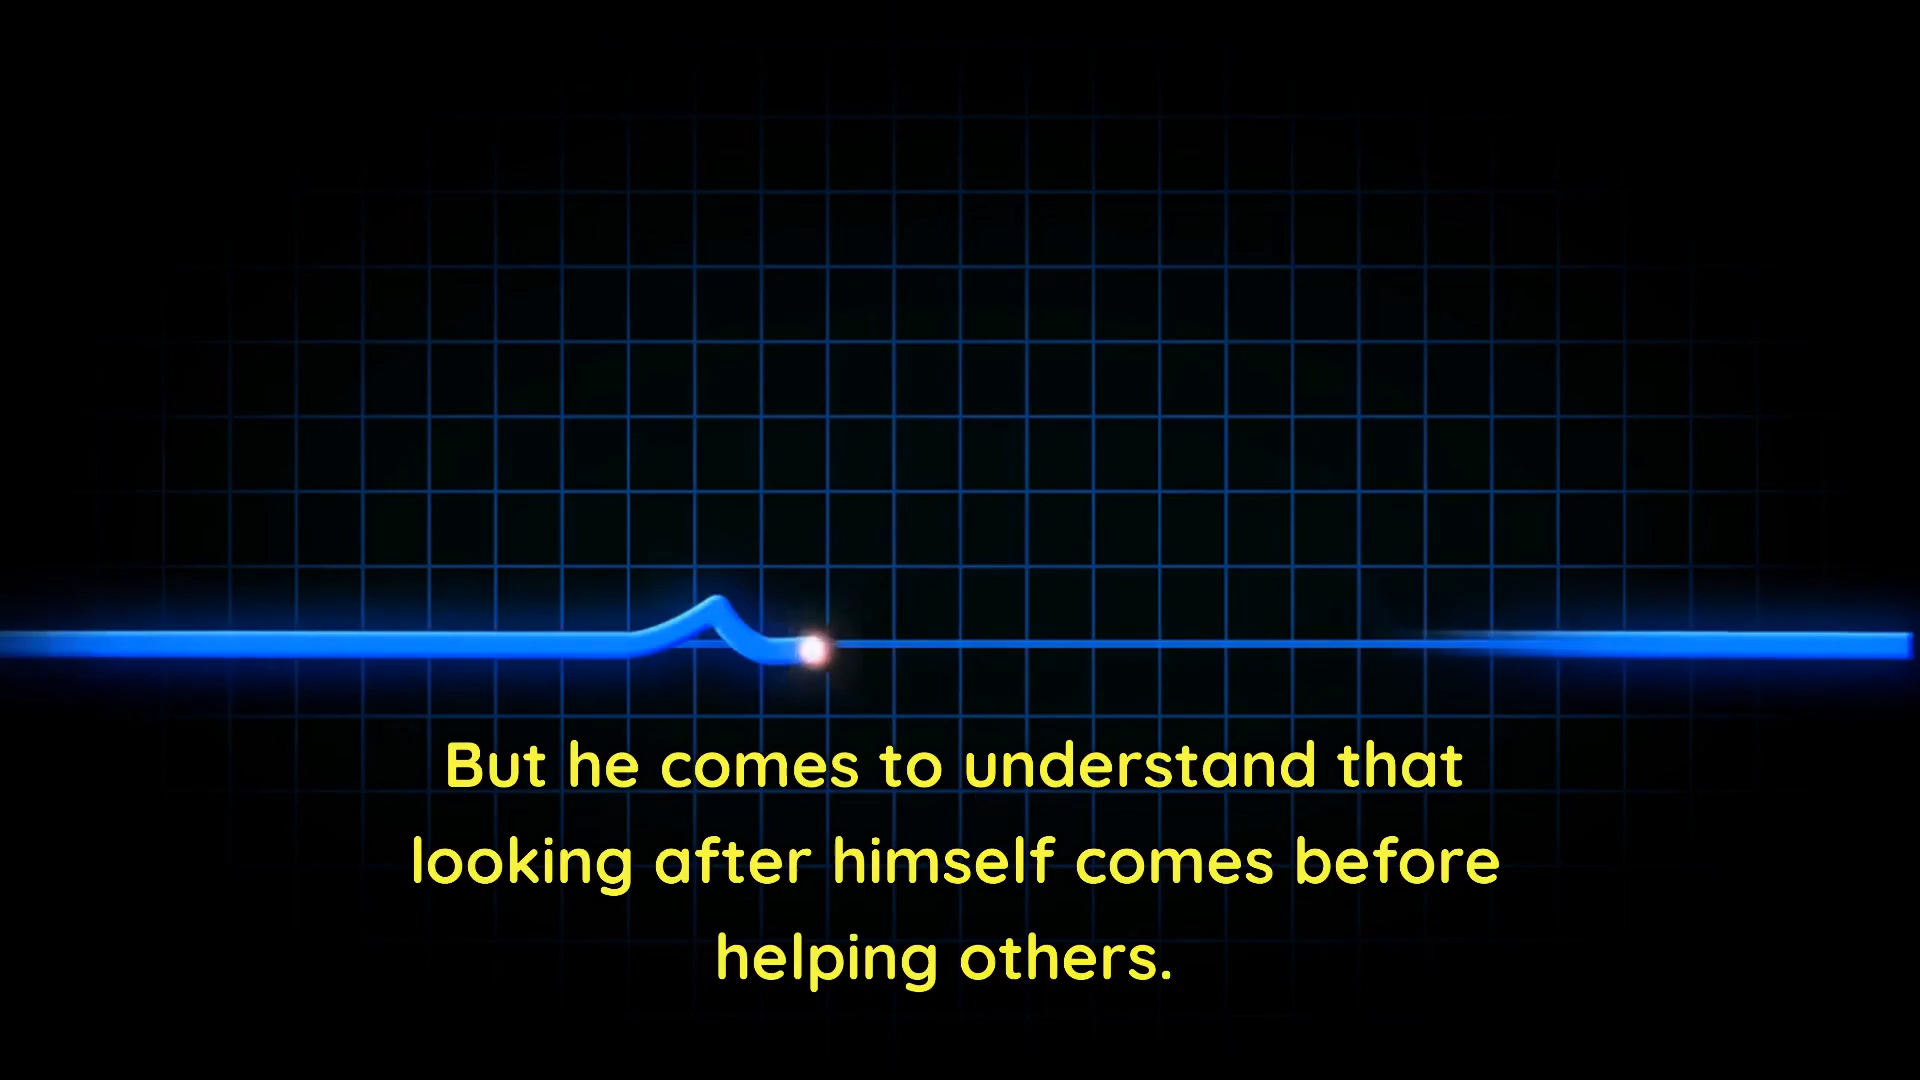 But he comes to understand that
looking after himself comes before
helping others.